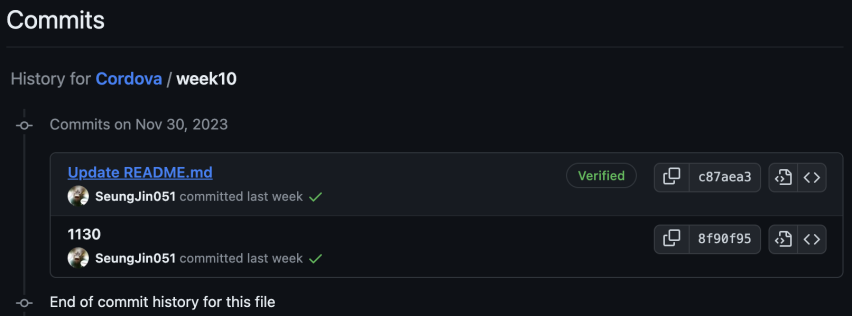 Commits
History for Cordova / week10
Commits on Nov 30, 2023
Update README.md
Verified
c87aea3
SeungJin051 committed last week
1130
8f90f95
SeungJin051 committed last week
End of commit history for this file